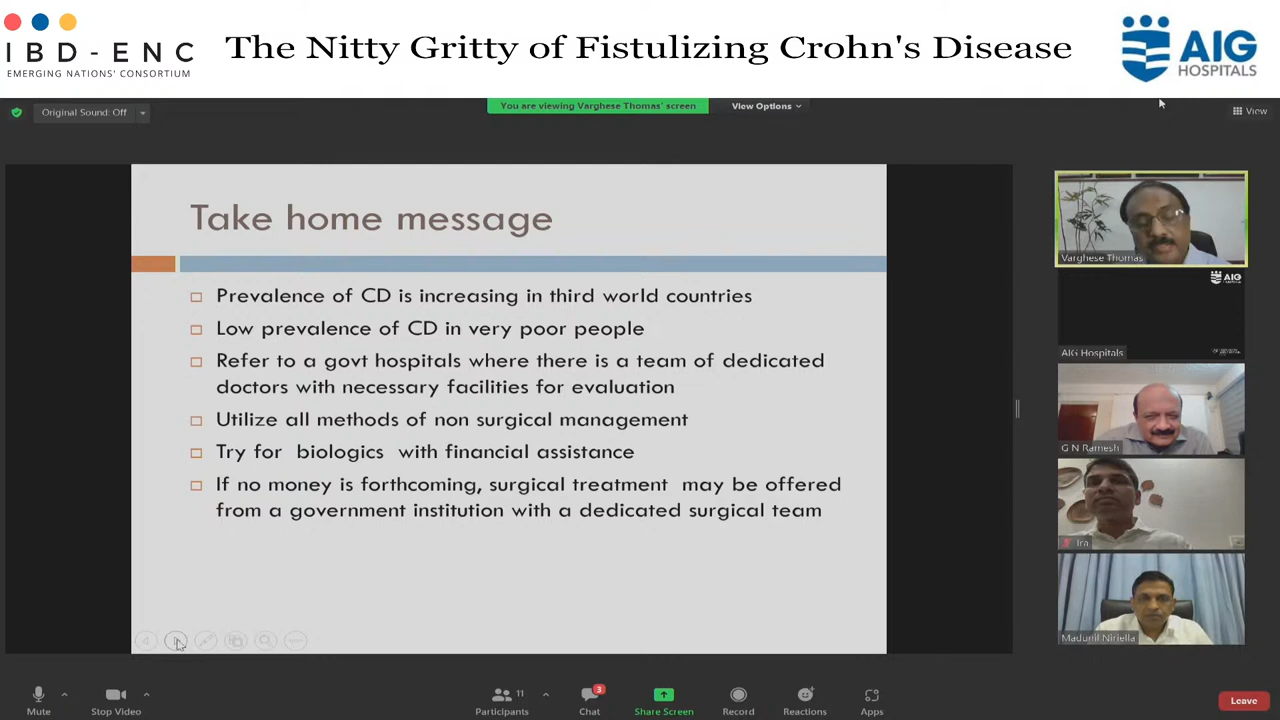 IBD-ENC
EMERGING NATIONS' CONSORTIUM
The Nitty Gritty of Fistulizing Crohn's Disease
AIG
HOSPITALS
Original Sound: Off
You are viewing Varghese Thomas' screen
View Options
View
Take home message
Prevalence of CD is increasing in third world countries
Low prevalence of CD in very poor people
Refer to a govt hospitals where there is a team of dedicated
doctors with necessary facilities for evaluation
Utilize all methods of non surgical management
Try for biologics with financial assistance
If no money is forthcoming, surgical treatment may be offered
from a government institution with a dedicated surgical team
Varghese Thomas
AIG
AIG Hospitals
G N Ramesh
Ira
Madunil Niriella
Mute
Stop Video
11
Participants
3
Chat
Share Screen
Record
Reactions
Apps
Leave